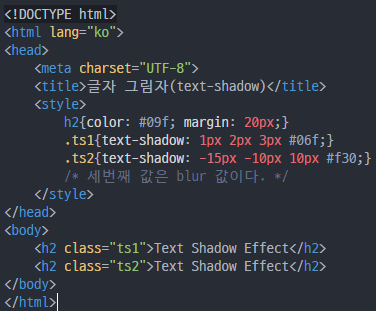 <!DOCTYPE html>
<html lang="ko">
<head>
    <meta charset="UTF-8">
    <title>글자 그림자(text-shadow)</title>
    <style>
        h2{color: #09f; margin: 20px;}
        .ts1{text-shadow: 1px 2px 3px #06f;}
        .ts2{text-shadow: -15px -10px 10px #f30;}
        /* 세번째 값은 blur 값이다. */
    </style>
</head>
<body>
    <h2 class="ts1">Text Shadow Effect</h2>
    <h2 class="ts2">Text Shadow Effect</h2>
</body>
</html>